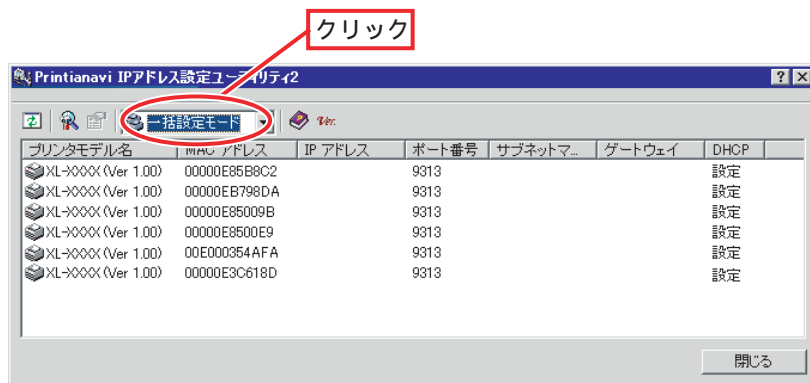 クリック
Printianavi IPアドレス設定ユーティリティ2
一括設定モード Ver.
プリンタモデル名 MAC アドレス IP アドレス ポート番号 サブネットマ... ゲートウェイ DHCP
XL-XXXX (Ver 1.00) 00000E85B8C2 9313 設定
XL-XXXX (Ver 1.00) 00000EB798DA 9313 設定
XL-XXXX (Ver 1.00) 00000E85009B 9313 設定
XL-XXXX (Ver 1.00) 00000E8500E9 9313 設定
XL-XXXX (Ver 1.00) 00E000354AFA 9313 設定
XL-XXXX (Ver 1.00) 00000E3C618D 9313 設定
閉じる